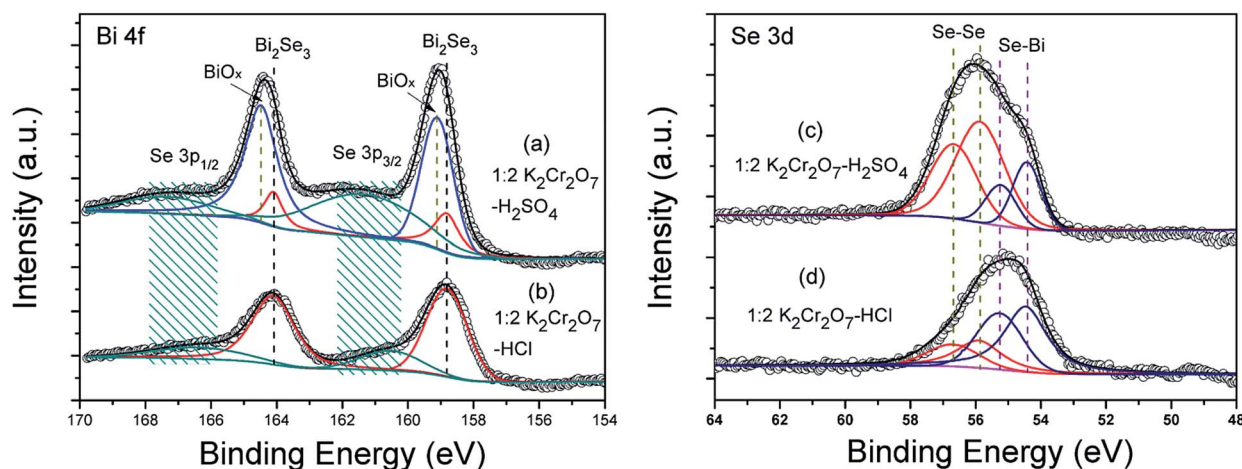 Bi 4f
Bi₂Se₃
Bi₂Se₃
BiOₓ
BiOₓ
Se 3p₁/₂
Se 3p₃/₂
(a)
1:2 K₂Cr₂O₇
-H₂SO₄
(b)
1:2 K₂Cr₂O₇
-HCl
Intensity (a.u.)
170 168 166 164 162 160 158 156 154
Binding Energy (eV)
Se 3d
Se-Se
Se-Bi
(c)
1:2 K₂Cr₂O₇-H₂SO₄
(d)
1:2 K₂Cr₂O₇-HCl
Intensity (a.u.)
64 62 60 58 56 54 52 50 48
Binding Energy (eV)